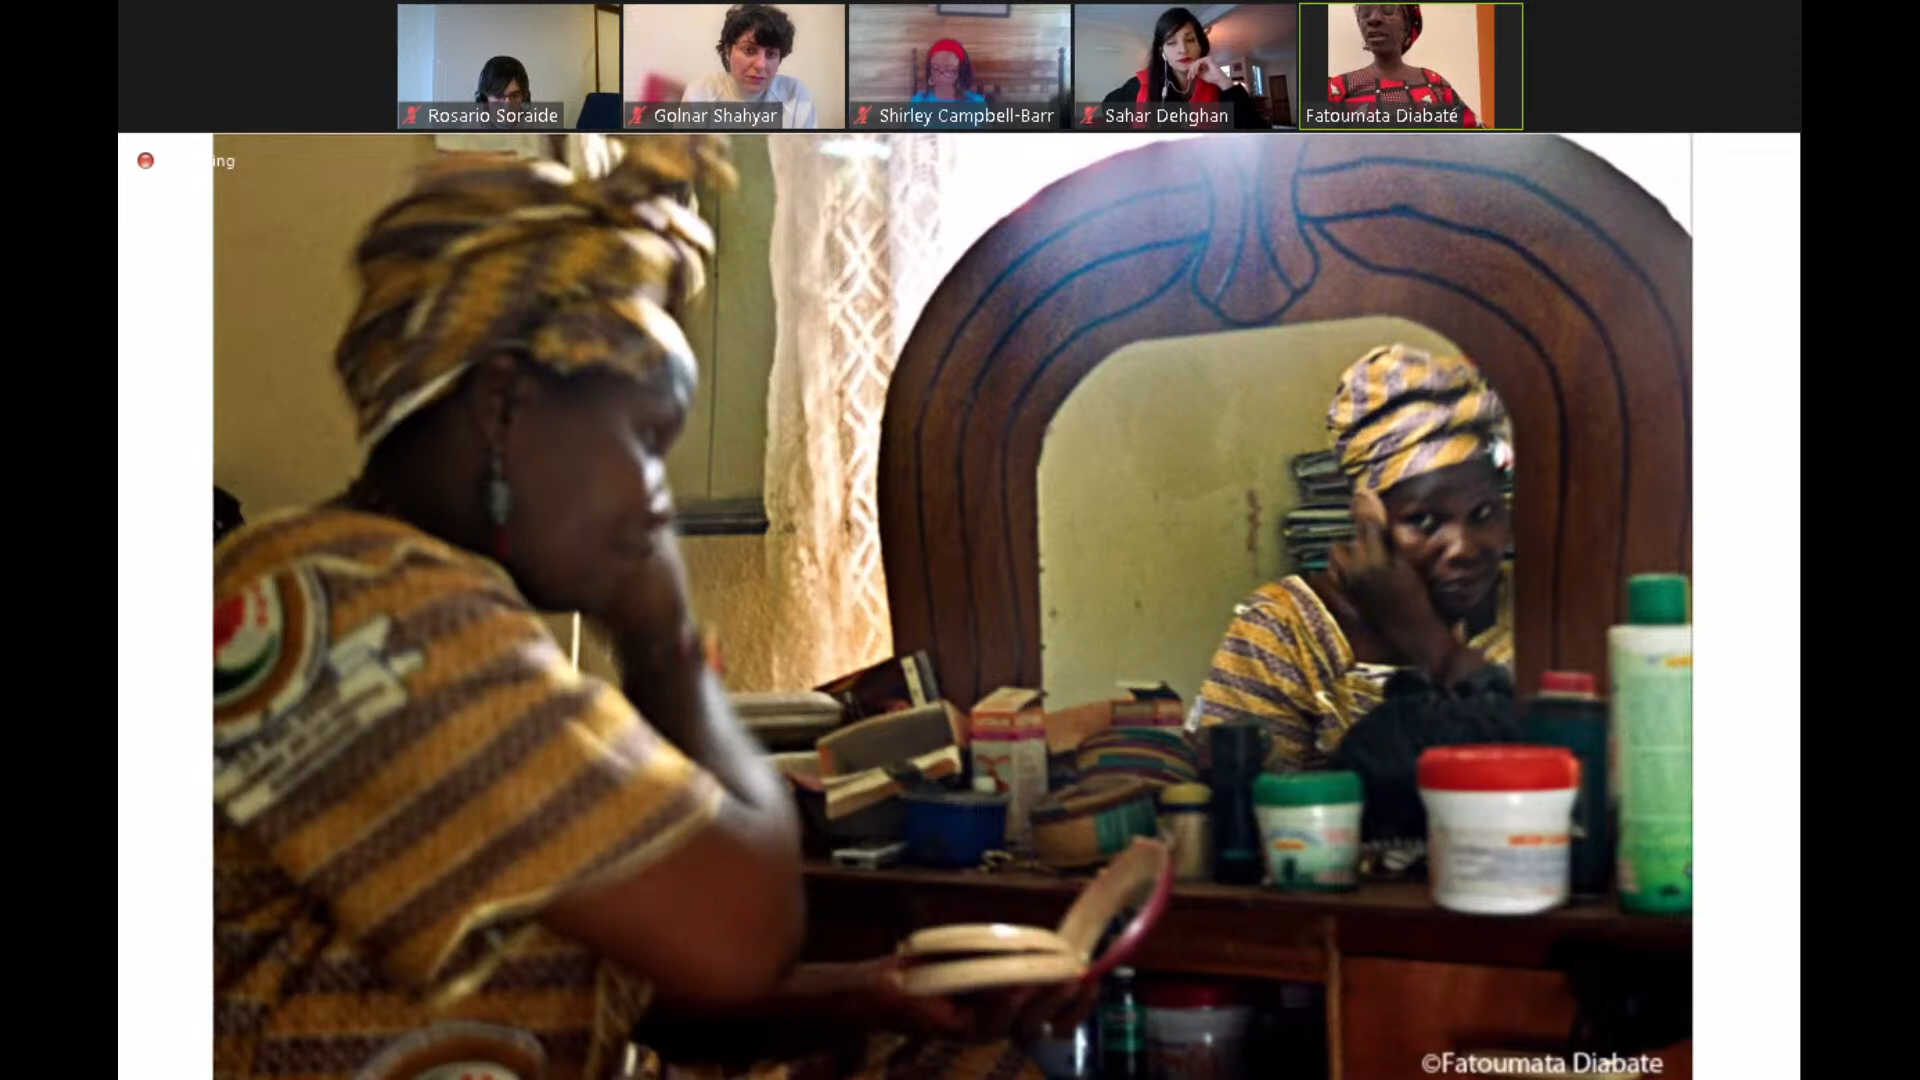 Rosario Soraide
Golnar Shahyar
Shirley Campbell-Barr
Sahar Dehghan
Fatoumata Diabaté
ing
©Fatoumata Diabate